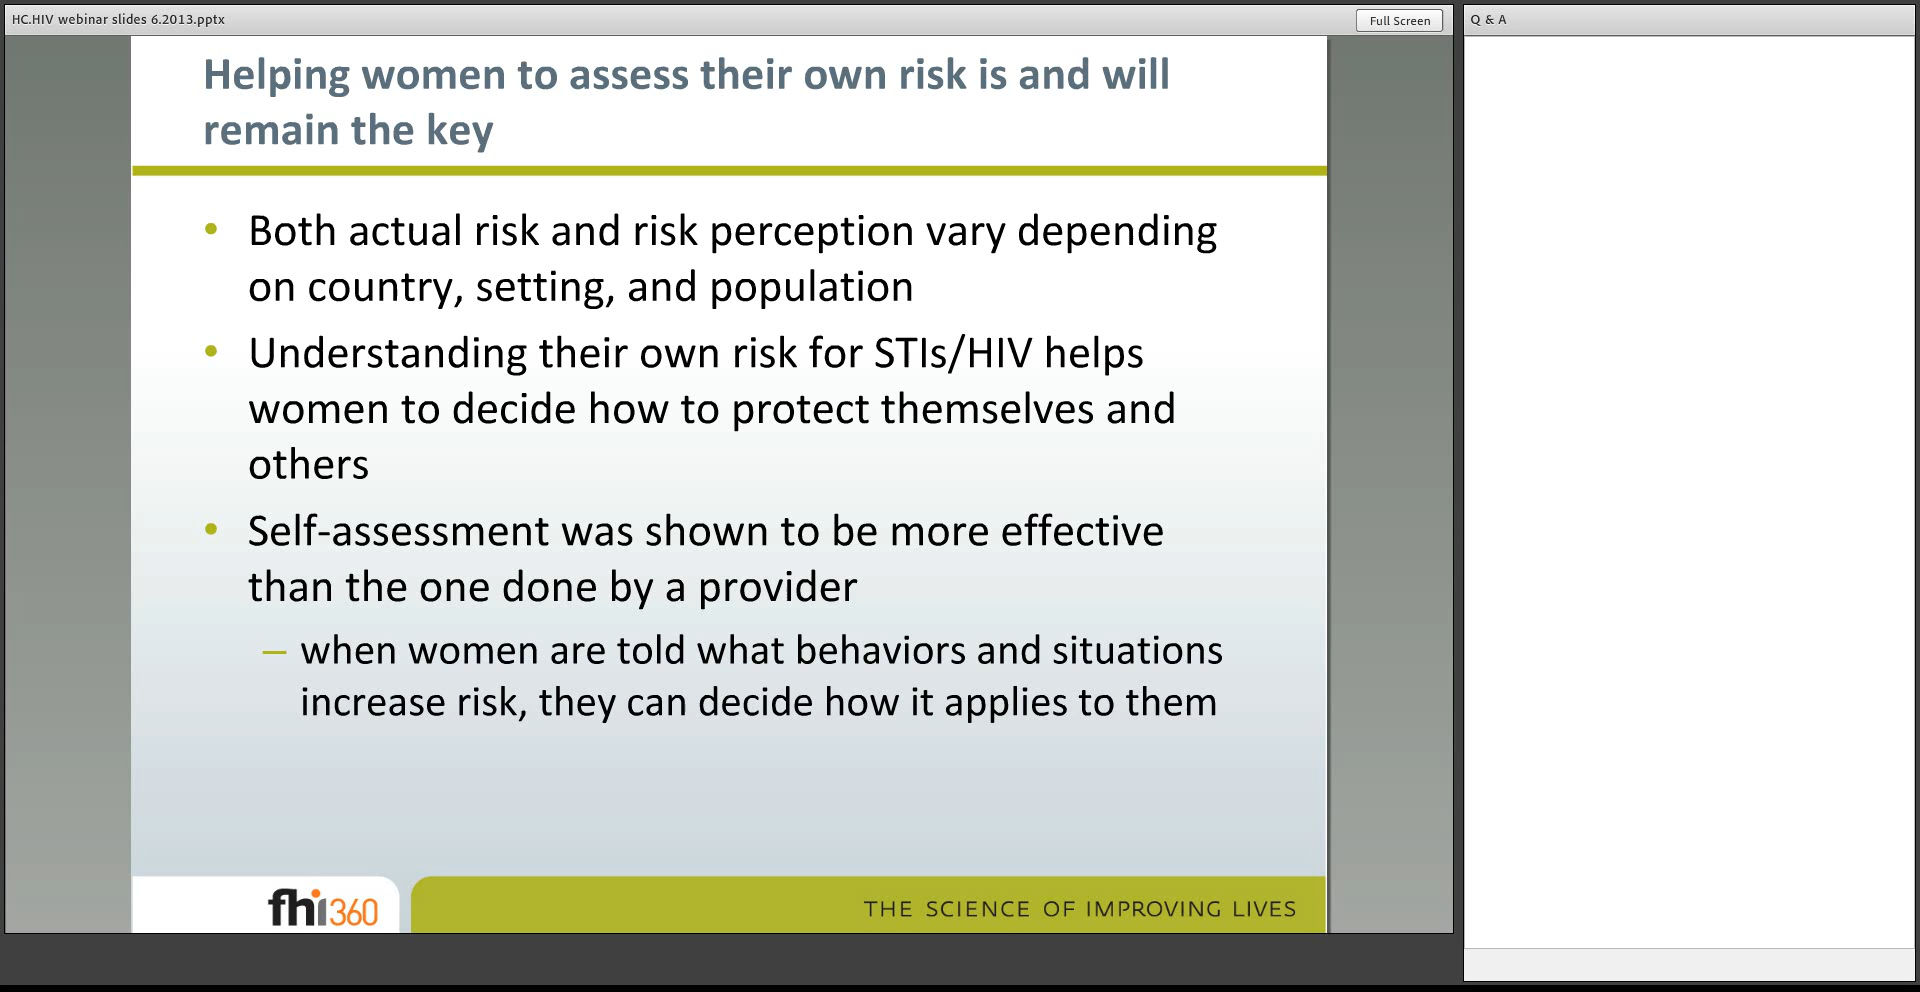 HC.HIV webinar slides 6.2013.pptx
Full Screen
Q & A
Helping women to assess their own risk is and will
remain the key
• Both actual risk and risk perception vary depending
on country, setting, and population
• Understanding their own risk for STIs/HIV helps
women to decide how to protect themselves and
others
• Self-assessment was shown to be more effective
than the one done by a provider
– when women are told what behaviors and situations
increase risk, they can decide how it applies to them
fhi360
THE SCIENCE OF IMPROVING LIVES